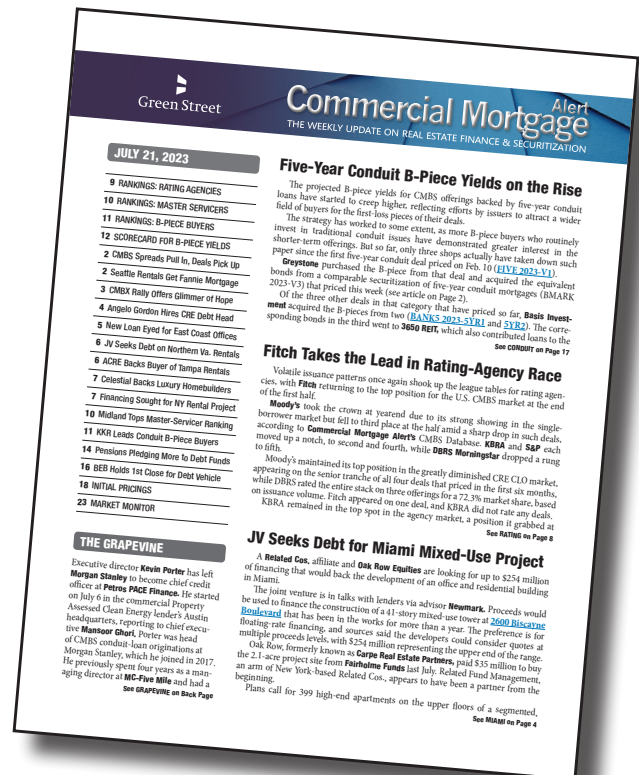 Green Street
Commercial Mortgage
Alert
THE WEEKLY UPDATE ON REAL ESTATE FINANCE & SECURITIZATION
JULY 21, 2023
9 RANKINGS: RATING AGENCIES
10 RANKINGS: MASTER SERVICERS
11 RANKINGS: B-PIECE BUYERS
12 SCORECARD FOR B-PIECE YIELDS
2 CMBS Spreads Pull In, Deals Pick Up
2 Seattle Rentals Get Fannie Mortgage
3 CMBX Rally Offers Glimmer of Hope
4 Angelo Gordon Hires CRE Debt Head
5 New Loan Eyed for East Coast Offices
6 JV Seeks Debt on Northern Va. Rentals
6 ACRE Backs Buyer of Tampa Rentals
7 Celestial Backs Luxury Homebuilders
7 Financing Sought for NY Rental Project
10 Midland Tops Master-Servicer Ranking
11 KKR Leads Conduit B-Piece Buyers
14 Pensions Pledging More to Debt Funds
16 BEB Holds 1st Close for Debt Vehicle
18 INITIAL PRICINGS
23 MARKET MONITOR
THE GRAPEVINE
Executive director Kevin Porter has left
Morgan Stanley to become chief credit
officer at Petros PACE Finance. He started
on July 6 in the commercial Property
Assessed Clean Energy lender's Austin
headquarters, reporting to chief execu-
tive Mansoor Ghori. Porter was head
of CMBS conduit-loan originations at
Morgan Stanley, which he joined in 2017.
He previously spent four years as a man-
aging director at MC-Five Mile and had a
See GRAPEVINE on Back Page
Five-Year Conduit B-Piece Yields on the Rise
The projected B-piece yields for CMBS offerings backed by five-year conduit
loans have started to creep higher, reflecting efforts by issuers to attract a wider
field of buyers for the first-loss pieces of their deals.
The strategy has worked to some extent, as more B-piece buyers who routinely
invest in traditional conduit issues have demonstrated greater interest in the
shorter-term offerings. But so far, only three shops actually have taken down such
paper since the first five-year conduit deal priced on Feb. 10 (FIVE 2023-V1).
Greystone purchased the B-piece from that deal and acquired the equivalent
bonds from a comparable securitization of five-year conduit mortgages (BMARK
2023-V3) that priced this week (see article on Page 2).
Of the three other deals in that category that have priced so far, Basis Invest-
ment acquired the B-pieces from two (BANK5 2023-5YR1 and 5YR2). The corre-
sponding bonds in the third went to 3650 REIT, which also contributed loans to the
See CONDUIT on Page 17
Fitch Takes the Lead in Rating-Agency Race
Volatile issuance patterns once again shook up the league tables for rating agen-
cies, with Fitch returning to the top position for the U.S. CMBS market at the end
of the first half.
Moody's took the crown at yearend due to its strong showing in the single-
borrower market but fell to third place at the half amid a sharp drop in such deals,
according to Commercial Mortgage Alert's CMBS Database. KBRA and S&P each
moved up a notch, to second and fourth, while DBRS Morningstar dropped a rung
to fifth.
Moody's maintained its top position in the greatly diminished CRE CLO market,
appearing on the senior tranche of all four deals that priced in the first six months,
while DBRS rated the entire stack on three offerings for a 72.3% market share, based
on issuance volume. Fitch appeared on one deal, and KBRA did not rate any deals.
KBRA remained in the top spot in the agency market, a position it grabbed at
See RATING on Page 8
JV Seeks Debt for Miami Mixed-Use Project
A Related Cos. affiliate and Oak Row Equities are looking for up to $254 million
of financing that would back the development of an office and residential building
in Miami.
The joint venture is in talks with lenders via advisor Newmark. Proceeds would
be used to finance the construction of a 41-story mixed-use tower at 2600 Biscayne
Boulevard that has been in the works for more than a year. The preference is for
floating-rate financing, and sources said the developers could consider quotes at
multiple proceeds levels, with $254 million representing the upper end of the range.
Oak Row, formerly known as Carpe Real Estate Partners, paid $35 million to buy
the 2.1-acre project site from Fairholme Funds last July. Related Fund Management,
an arm of New York-based Related Cos., appears to have been a partner from the
beginning.
Plans call for 399 high-end apartments on the upper floors of a segmented,
See MIAMI on Page 4